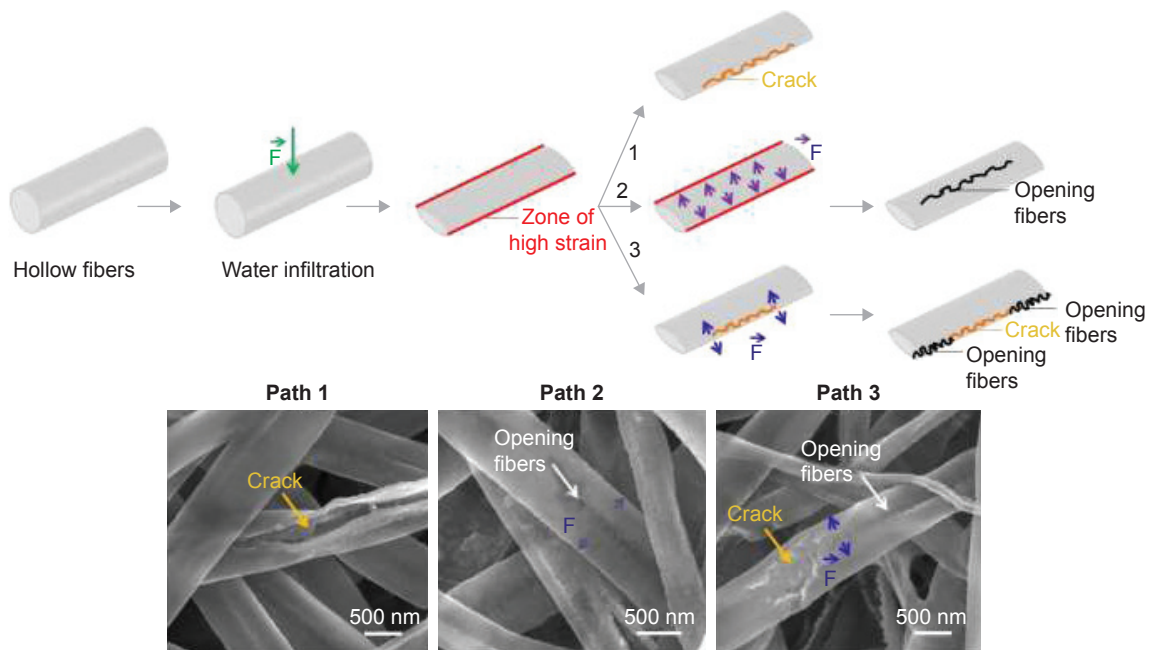 Crack
F
F
1
2
3
Zone of
high strain
Opening
fibers
Hollow fibers
Water infiltration
F
Opening
fibers
Crack
Opening
fibers
Path 1
Path 2
Path 3
Crack
500 nm
Opening
fibers
F
500 nm
Opening
fibers
Crack
F
500 nm